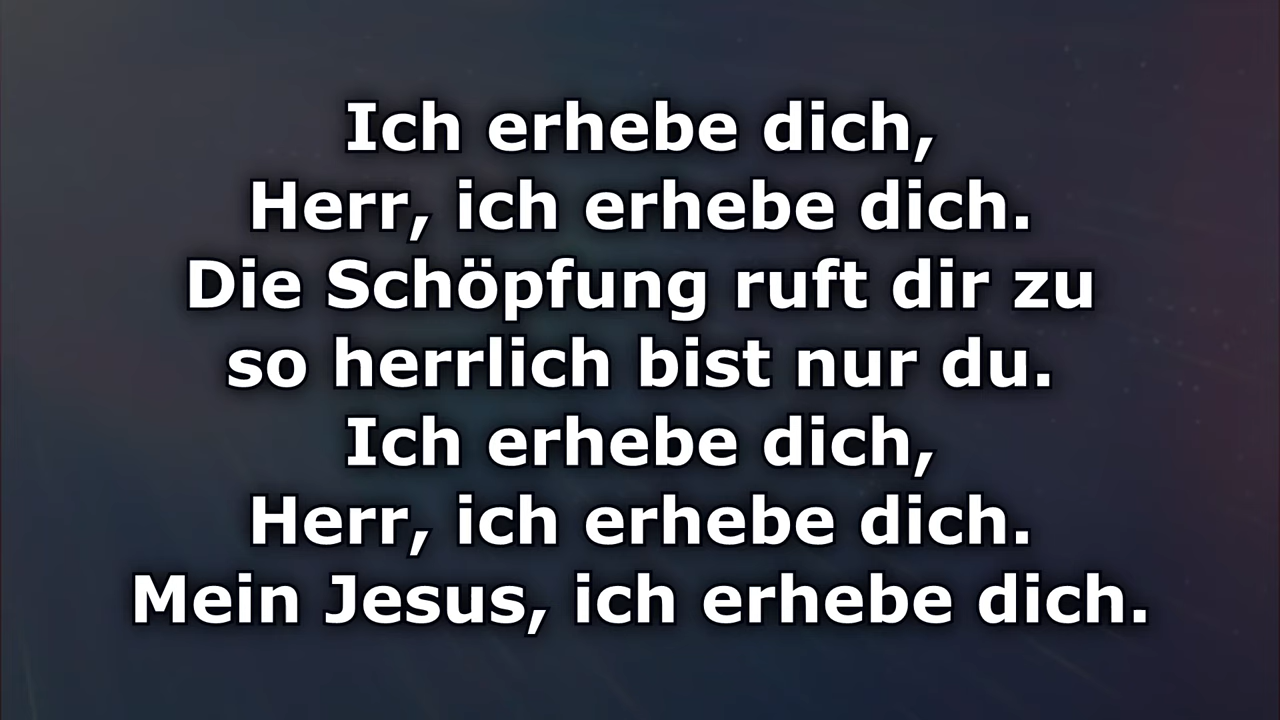 Ich erhebe dich,
Herr, ich erhebe dich.
Die Schöpfung ruft dir zu
so herrlich bist nur du.
Ich erhebe dich,
Herr, ich erhebe dich.
Mein Jesus, ich erhebe dich.